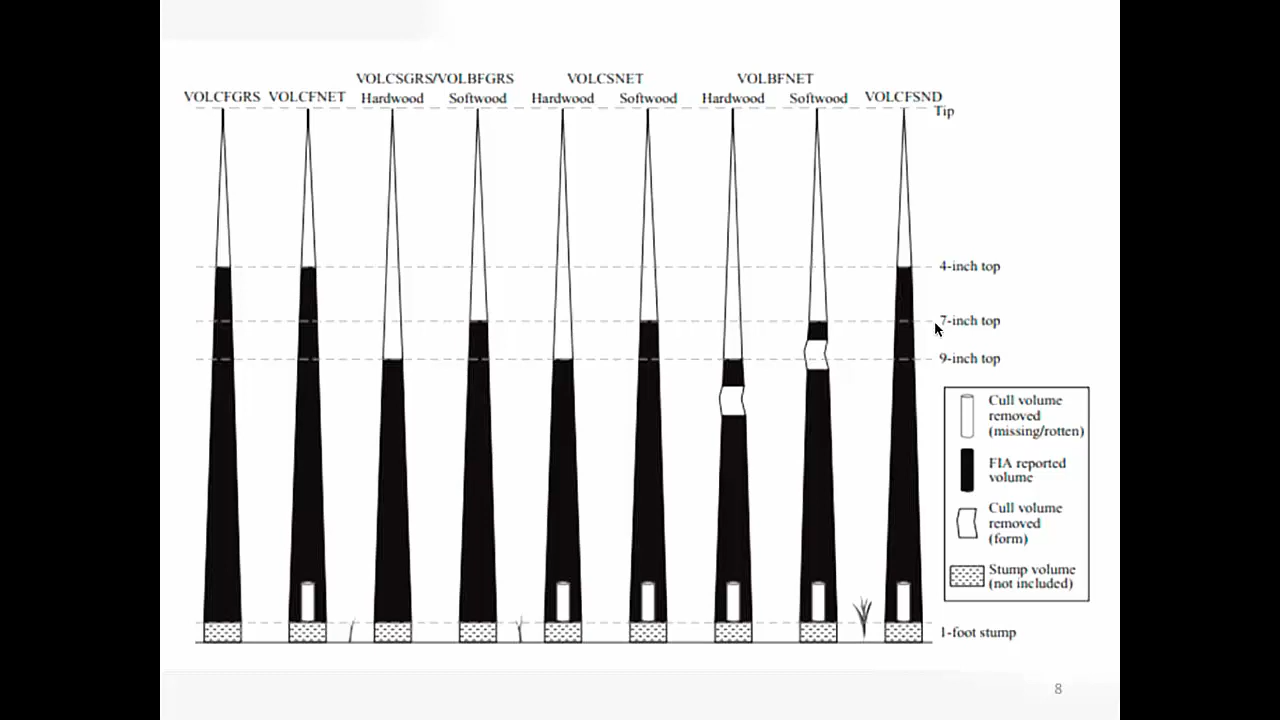 VOLCSGRS/VOLBFGRS VOLCSNET VOLBFNET
VOLCFGRS VOLCFNET Hardwood Softwood Hardwood Softwood Hardwood Softwood VOLCFSND
Tip
4-inch top
7-inch top
9-inch top
Cull volume
removed
(missing/rotten)
FIA reported
volume
Cull volume
removed
(form)
Stump volume
(not included)
1-foot stump
8